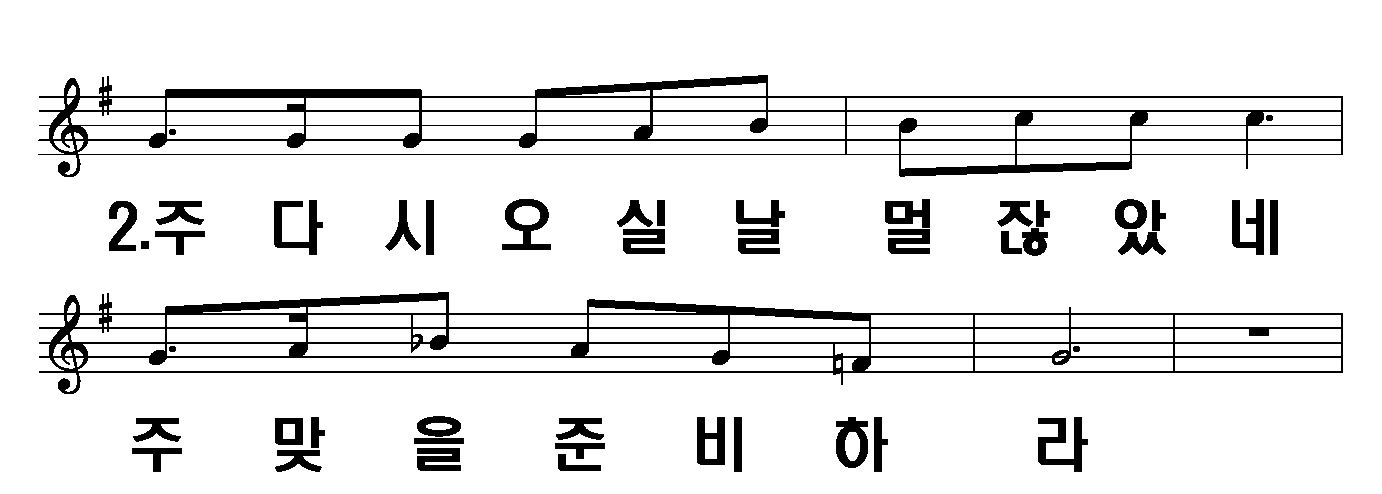 2.주 다 시 오 실 날 멀 잖 았 네
주 맞 을 준 비 하 라